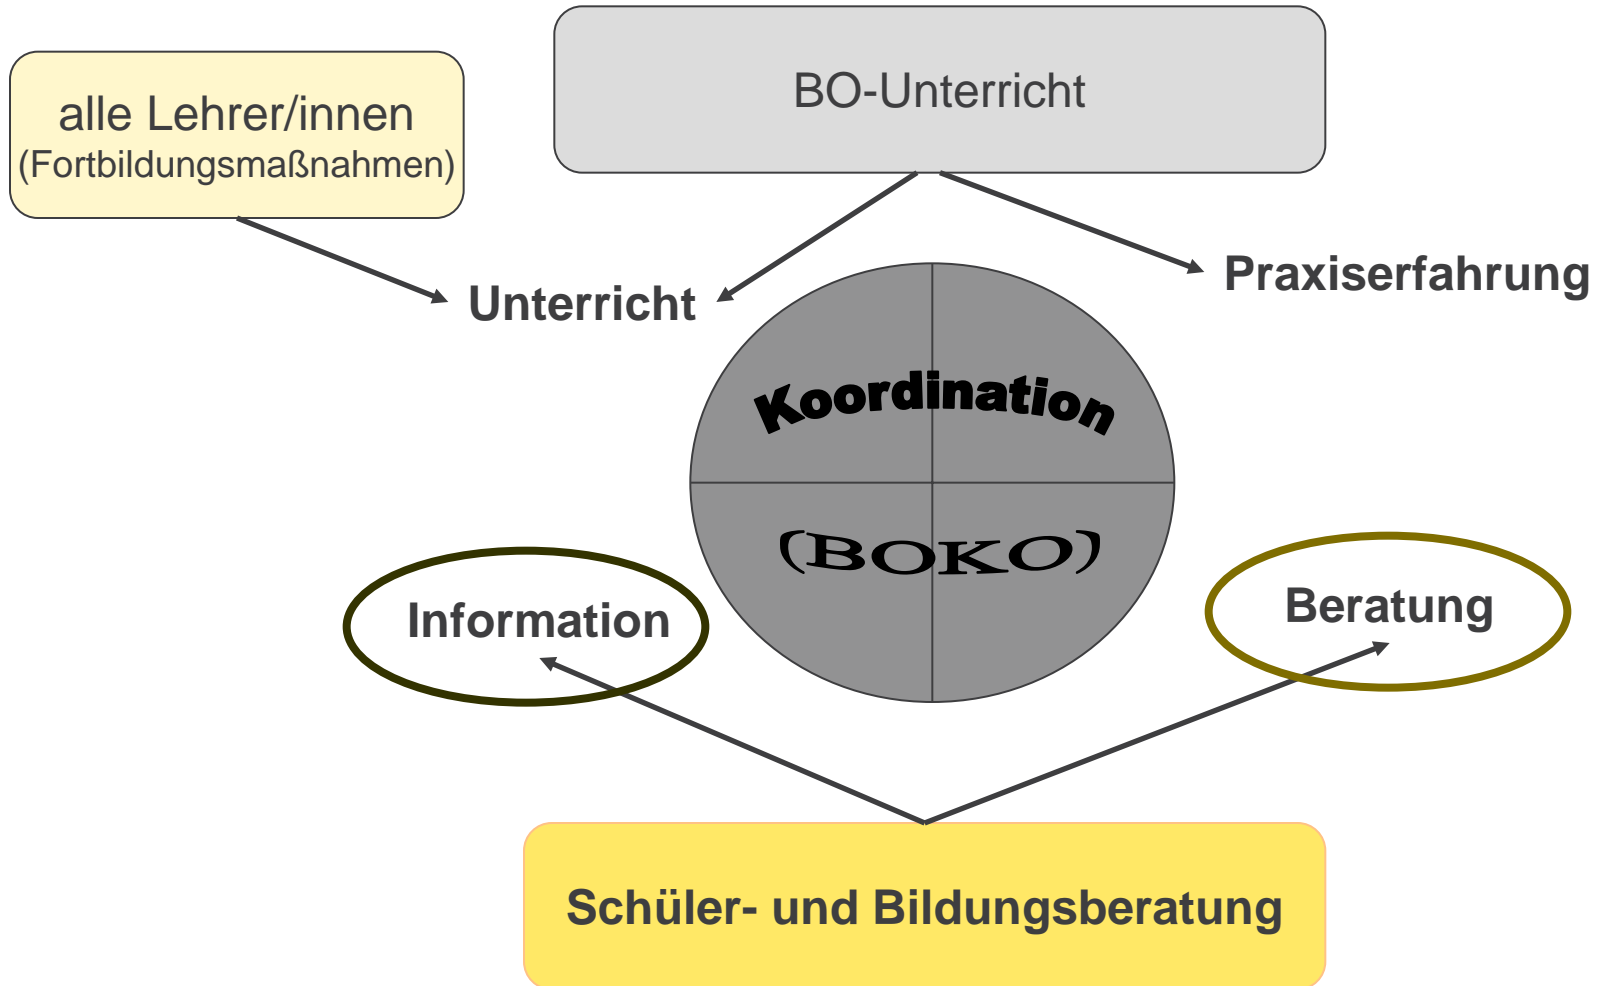 alle Lehrer/innen
(Fortbildungsmaßnahmen)
BO-Unterricht
Unterricht
Praxiserfahrung
Koordination
(BOKO)
Information
Beratung
Schüler- und Bildungsberatung